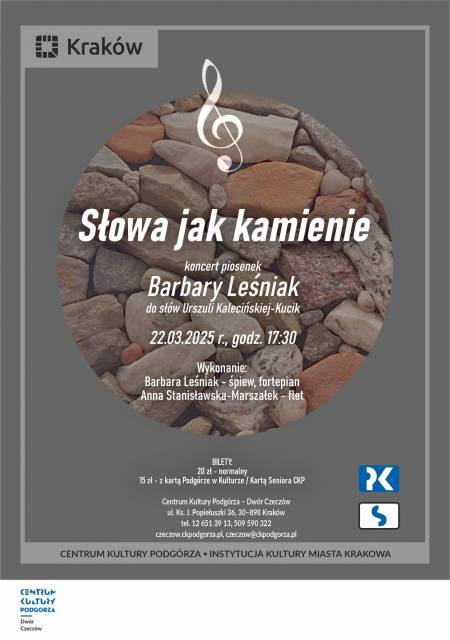 Kraków
Słowa jak kamienie
koncert piosenek
Barbary Leśniak
do słów Urszuli Kalecińskiej-Kucik
22.03.2025 r., godz. 17:30
Wykonanie:
Barbara Leśniak - śpiew, fortepian
Anna Stanisławska-Marszałek - flet
BILETY:
20 zł - normalny
15 zł - z kartą Podgórze w Kulturze / Kartą Seniora CKP
Centrum Kultury Podgórza – Dwór Czeczów
ul. Ks. J. Popiełuszki 36, 30–898 Kraków
tel. 12 651 39 13, 509 590 322
czeczow.ckpodgorza.pl, czeczow@ckpodgorza.pl
PK
S
CENTRUM KULTURY PODGÓRZA • INSTYTUCJA KULTURY MIASTA KRAKOWA
CENTRUM
KULTURY
PODGORZA
Dwór
Czeczów